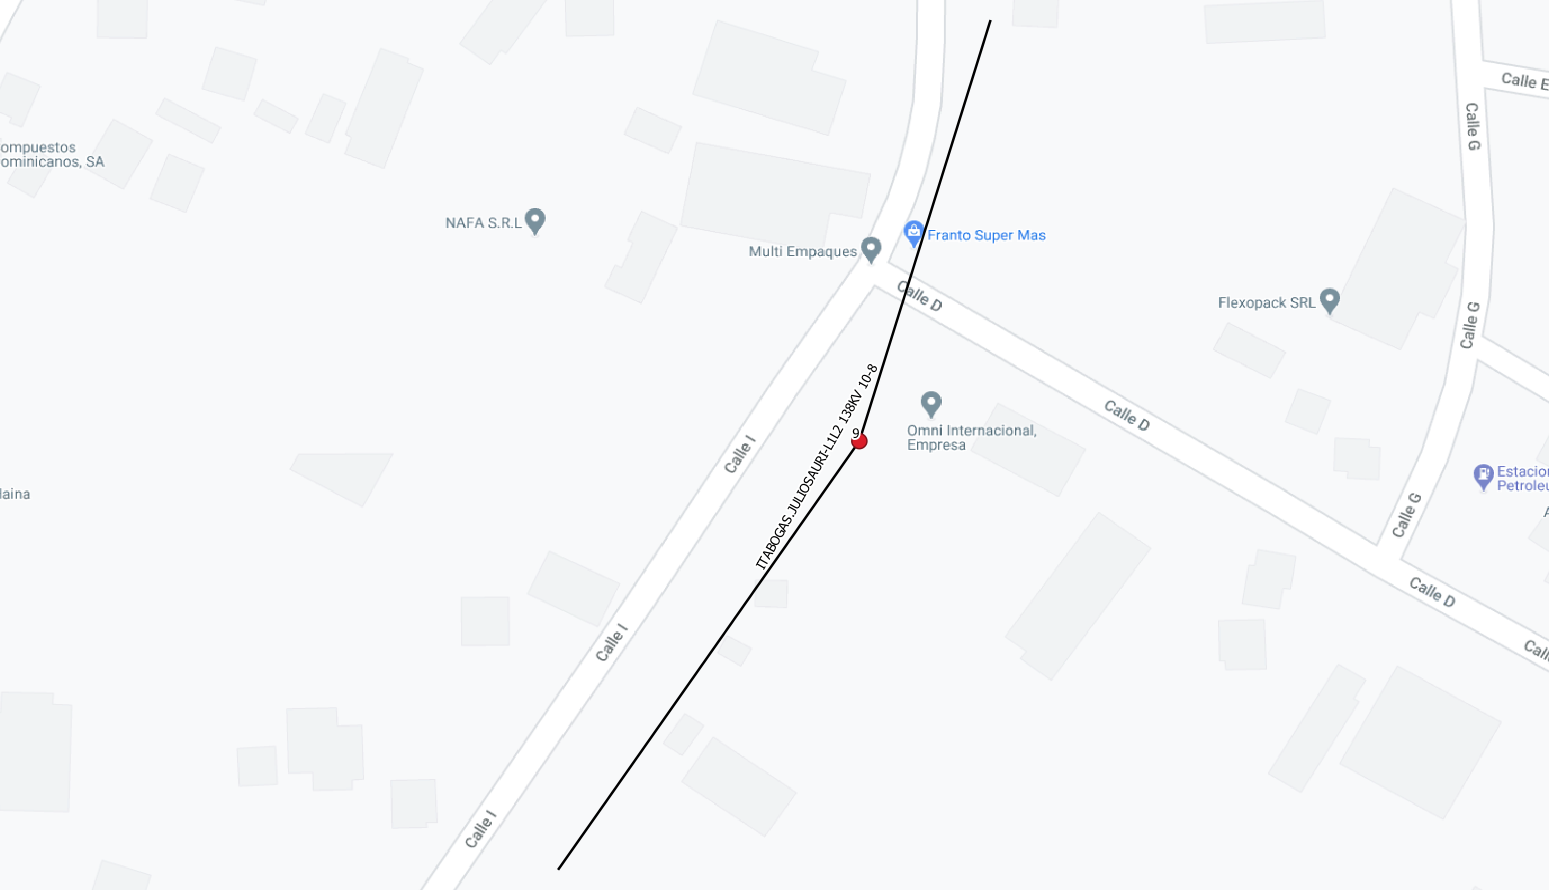 Calle E
Calle G
ompuestos
ominicanos, SA
NAFA S.R.L
Multi Empaques
Franto Super Mas
Calle D
Flexopack SRL
Calle G
ITABOGAS.JULIOSAURI-L1L2 138KV 10-8
9
Omni Internacional,
Empresa
Calle D
Calle I
Estacion
Petroleu
laina
Calle G
A
Calle D
Calle I
Call
Calle I